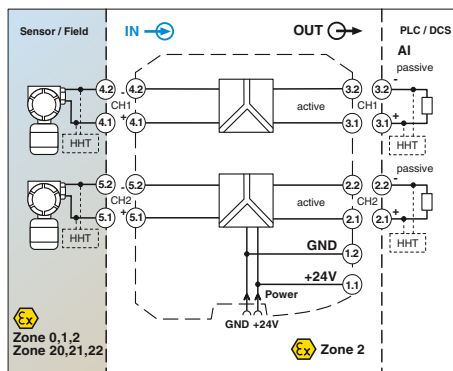 Sensor / Field
IN
OUT
PLC / DCS
AI
passive
4.2
-
4.2
3.2
3.2
-
CH1
active
CH1
4.1
+
4.1
3.1
3.1
+
HHT
HHT
passive
5.2
-
5.2
2.2
2.2
-
CH2
active
CH2
5.1
+
5.1
2.1
2.1
+
HHT
HHT
GND
1.2
+24V
1.1
Power
GND +24V
Ex
Zone 0,1,2
Zone 20,21,22
Ex Zone 2